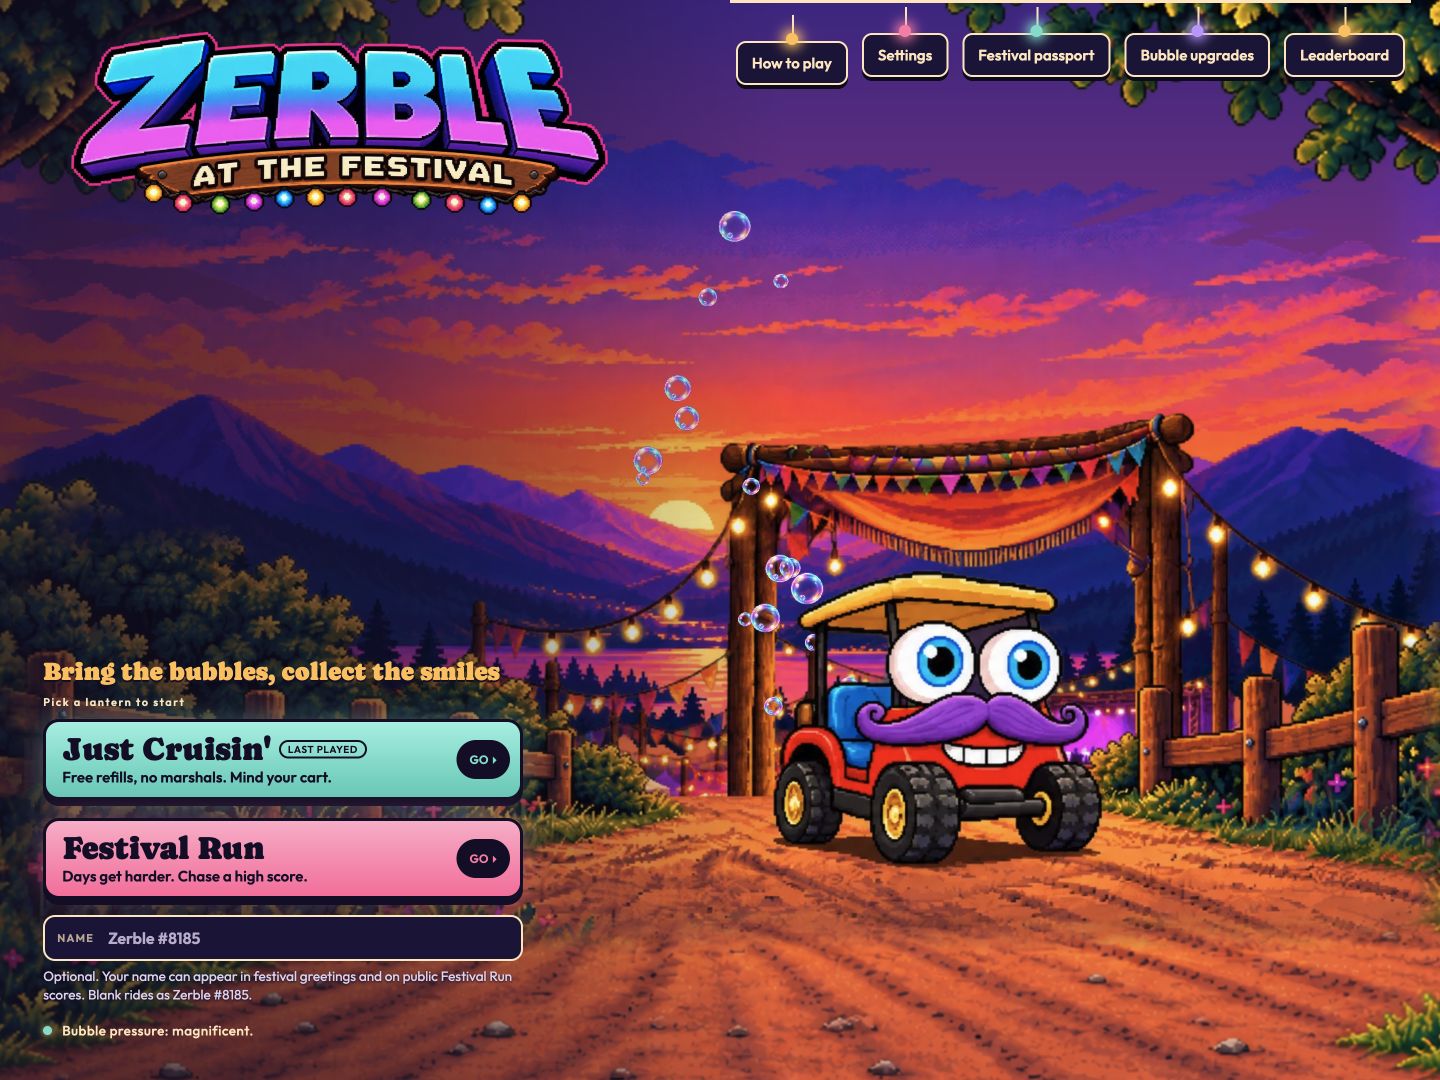 ZERBLE
AT THE FESTIVAL
How to play
Settings
Festival passport
Bubble upgrades
Leaderboard
Bring the bubbles, collect the smiles
Pick a lantern to start
Just Cruisin' LAST PLAYED
Free refills, no marshals. Mind your cart.
GO
Festival Run
Days get harder. Chase a high score.
GO
NAME Zerble #8185
Optional. Your name can appear in festival greetings and on public Festival Run
scores. Blank rides as Zerble #8185.
Bubble pressure: magnificent.